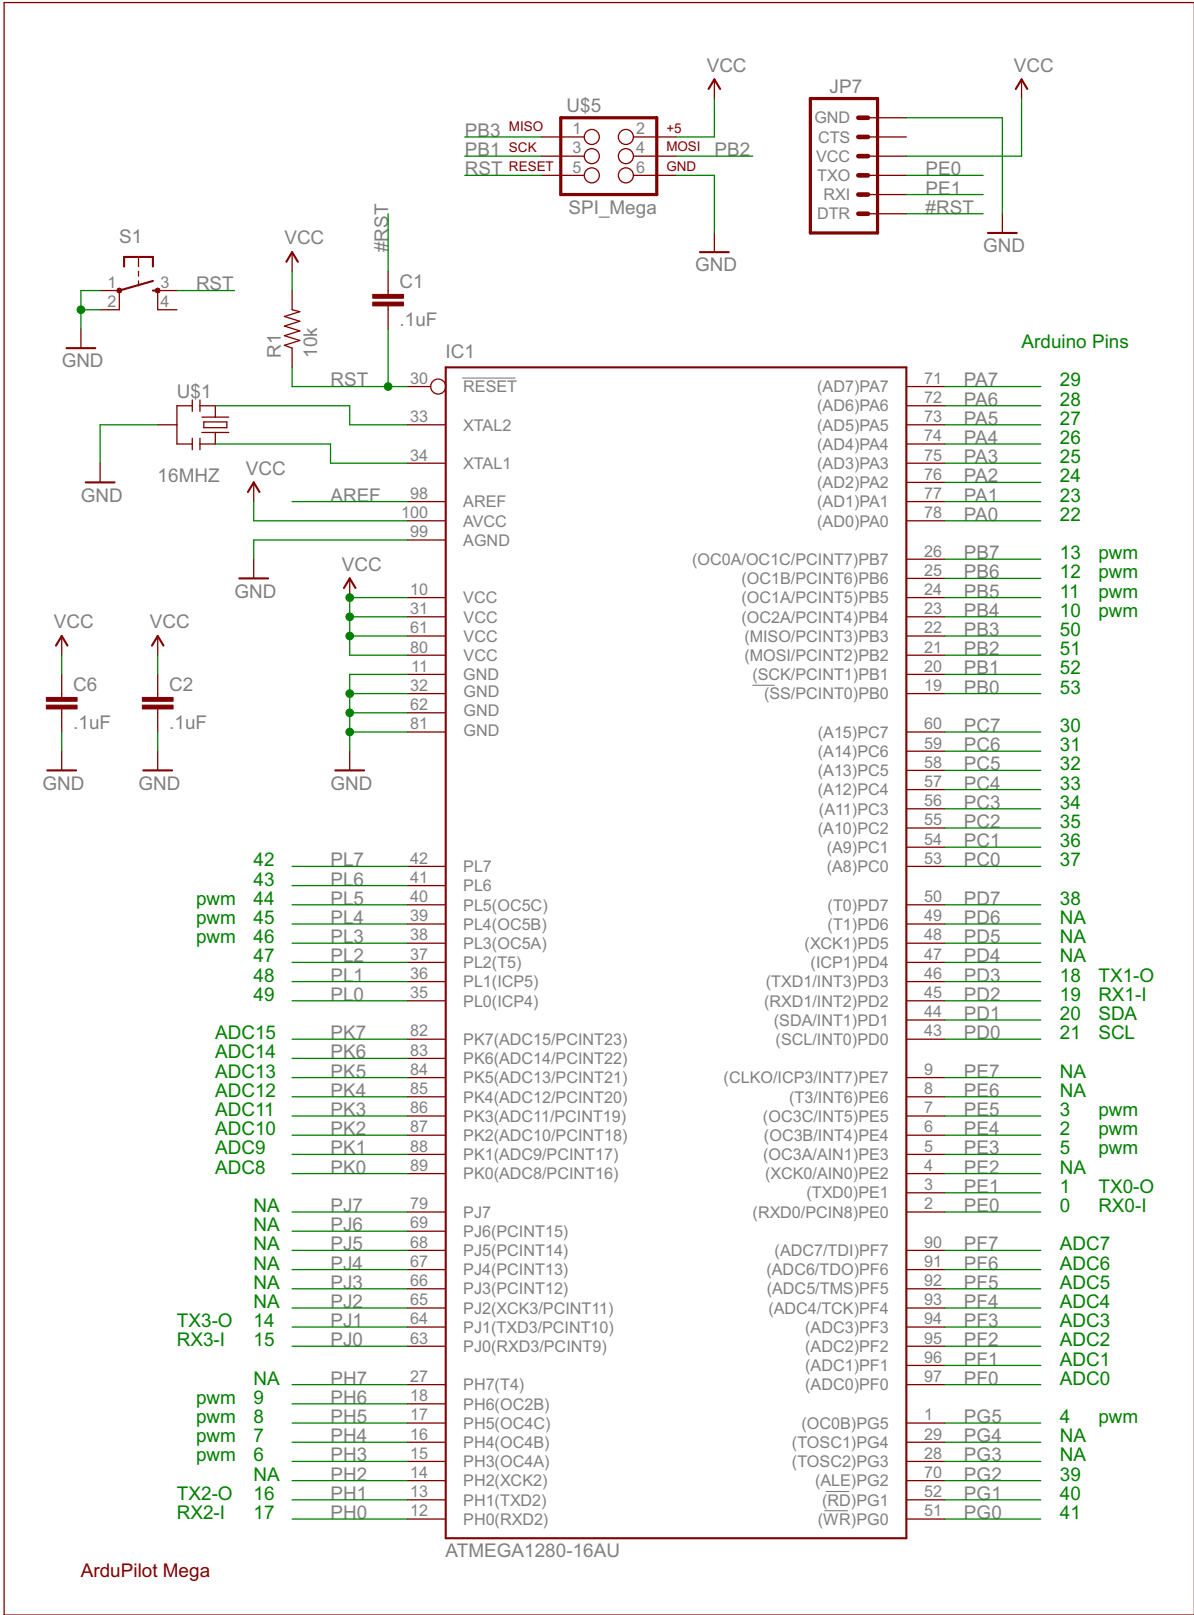 VCC
VCC
U$5
JP7
PB3 MISO 1 2 +5
PB1 SCK 3 4 MOSI PB2
RST RESET 5 6 GND
SPI_Mega
GND
CTS
VCC
TXO PE0
RXI PE1
DTR #RST
GND
GND
S1
1 3 RST
2 4
GND
VCC
R1
10k
#RST
C1
.1uF
IC1
Arduino Pins
RST 30 RESET
U$1
33 XTAL2
34 XTAL1
16MHZ
GND
VCC
AREF 98 AREF
100 AVCC
99 AGND
GND
VCC
10 VCC
31 VCC
61 VCC
80 VCC
11 GND
32 GND
62 GND
81 GND
GND
VCC
C6
.1uF
GND
VCC
C2
.1uF
GND
42 PL7 42 PL7
43 PL6 41 PL6
pwm 44 PL5 40 PL5(OC5C)
pwm 45 PL4 39 PL4(OC5B)
pwm 46 PL3 38 PL3(OC5A)
47 PL2 37 PL2(T5)
48 PL1 36 PL1(ICP5)
49 PL0 35 PL0(ICP4)
ADC15 PK7 82 PK7(ADC15/PCINT23)
ADC14 PK6 83 PK6(ADC14/PCINT22)
ADC13 PK5 84 PK5(ADC13/PCINT21)
ADC12 PK4 85 PK4(ADC12/PCINT20)
ADC11 PK3 86 PK3(ADC11/PCINT19)
ADC10 PK2 87 PK2(ADC10/PCINT18)
ADC9 PK1 88 PK1(ADC9/PCINT17)
ADC8 PK0 89 PK0(ADC8/PCINT16)
NA PJ7 79 PJ7
NA PJ6 69 PJ6(PCINT15)
NA PJ5 68 PJ5(PCINT14)
NA PJ4 67 PJ4(PCINT13)
NA PJ3 66 PJ3(PCINT12)
NA PJ2 65 PJ2(XCK3/PCINT11)
TX3-O 14 PJ1 64 PJ1(TXD3/PCINT10)
RX3-I 15 PJ0 63 PJ0(RXD3/PCINT9)
NA PH7 27 PH7(T4)
pwm 9 PH6 18 PH6(OC2B)
pwm 8 PH5 17 PH5(OC4C)
pwm 7 PH4 16 PH4(OC4B)
pwm 6 PH3 15 PH3(OC4A)
NA PH2 14 PH2(XCK2)
TX2-O 16 PH1 13 PH1(TXD2)
RX2-I 17 PH0 12 PH0(RXD2)
(AD7)PA7 71 PA7 29
(AD6)PA6 72 PA6 28
(AD5)PA5 73 PA5 27
(AD4)PA4 74 PA4 26
(AD3)PA3 75 PA3 25
(AD2)PA2 76 PA2 24
(AD1)PA1 77 PA1 23
(AD0)PA0 78 PA0 22
(OC0A/OC1C/PCINT7)PB7 26 PB7 13 pwm
(OC1B/PCINT6)PB6 25 PB6 12 pwm
(OC1A/PCINT5)PB5 24 PB5 11 pwm
(OC2A/PCINT4)PB4 23 PB4 10 pwm
(MISO/PCINT3)PB3 22 PB3 50
(MOSI/PCINT2)PB2 21 PB2 51
(SCK/PCINT1)PB1 20 PB1 52
(SS/PCINT0)PB0 19 PB0 53
(A15)PC7 60 PC7 30
(A14)PC6 59 PC6 31
(A13)PC5 58 PC5 32
(A12)PC4 57 PC4 33
(A11)PC3 56 PC3 34
(A10)PC2 55 PC2 35
(A9)PC1 54 PC1 36
(A8)PC0 53 PC0 37
(T0)PD7 50 PD7 38
(T1)PD6 49 PD6 NA
(XCK1)PD5 48 PD5 NA
(ICP1)PD4 47 PD4 NA
(TXD1/INT3)PD3 46 PD3 18 TX1-O
(RXD1/INT2)PD2 45 PD2 19 RX1-I
(SDA/INT1)PD1 44 PD1 20 SDA
(SCL/INT0)PD0 43 PD0 21 SCL
(CLKO/ICP3/INT7)PE7 9 PE7 NA
(T3/INT6)PE6 8 PE6 NA
(OC3C/INT5)PE5 7 PE5 3 pwm
(OC3B/INT4)PE4 6 PE4 2 pwm
(OC3A/AIN1)PE3 5 PE3 5 pwm
(XCK0/AIN0)PE2 4 PE2 NA
(TXD0)PE1 3 PE1 1 TX0-O
(RXD0/PCIN8)PE0 2 PE0 0 RX0-I
(ADC7/TDI)PF7 90 PF7 ADC7
(ADC6/TDO)PF6 91 PF6 ADC6
(ADC5/TMS)PF5 92 PF5 ADC5
(ADC4/TCK)PF4 93 PF4 ADC4
(ADC3)PF3 94 PF3 ADC3
(ADC2)PF2 95 PF2 ADC2
(ADC1)PF1 96 PF1 ADC1
(ADC0)PF0 97 PF0 ADC0
(OC0B)PG5 1 PG5 4 pwm
(TOSC1)PG4 29 PG4 NA
(TOSC2)PG3 28 PG3 NA
(ALE)PG2 70 PG2 39
(RD)PG1 52 PG1 40
(WR)PG0 51 PG0 41
ATMEGA1280-16AU
ArduPilot Mega